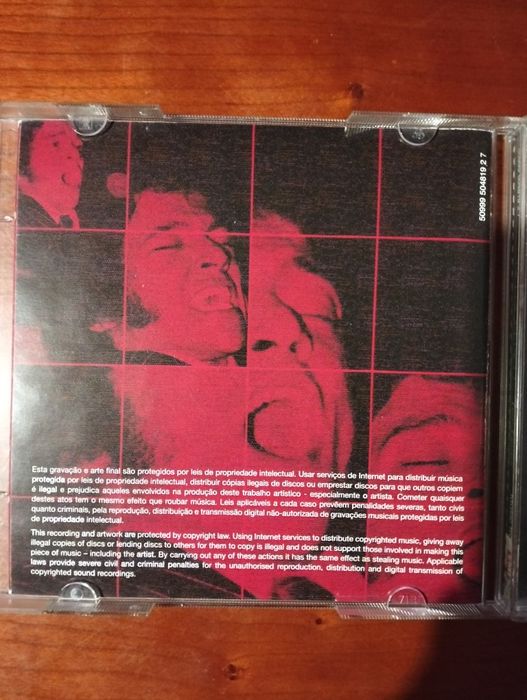 50999 504819 2 7
Esta gravação e arte final são protegidos por leis de propriedade intelectual. Usar serviços de Internet para distribuir música
protegida por leis de propriedade intelectual, distribuir cópias ilegais de discos ou emprestar discos para que outros copiem
é ilegal e prejudica aqueles envolvidos na produção deste trabalho artístico - especialmente o artista. Cometer quaisquer
destes atos tem o mesmo efeito que roubar música. Leis aplicáveis a cada caso prevêem penalidades severas, tanto civis
quanto criminais, pela reprodução, distribuição e transmissão digital não-autorizada de gravações musicais protegidas por leis
de propriedade intelectual.
This recording and artwork are protected by copyright law. Using Internet services to distribute copyrighted music, giving away
illegal copies of discs or lending discs to others for them to copy is illegal and does not support those involved in making this
piece of music – including the artist. By carrying out any of these actions it has the same effect as stealing music. Applicable
laws provide severe civil and criminal penalties for the unauthorised reproduction, distribution and digital transmission of
copyrighted sound recordings.